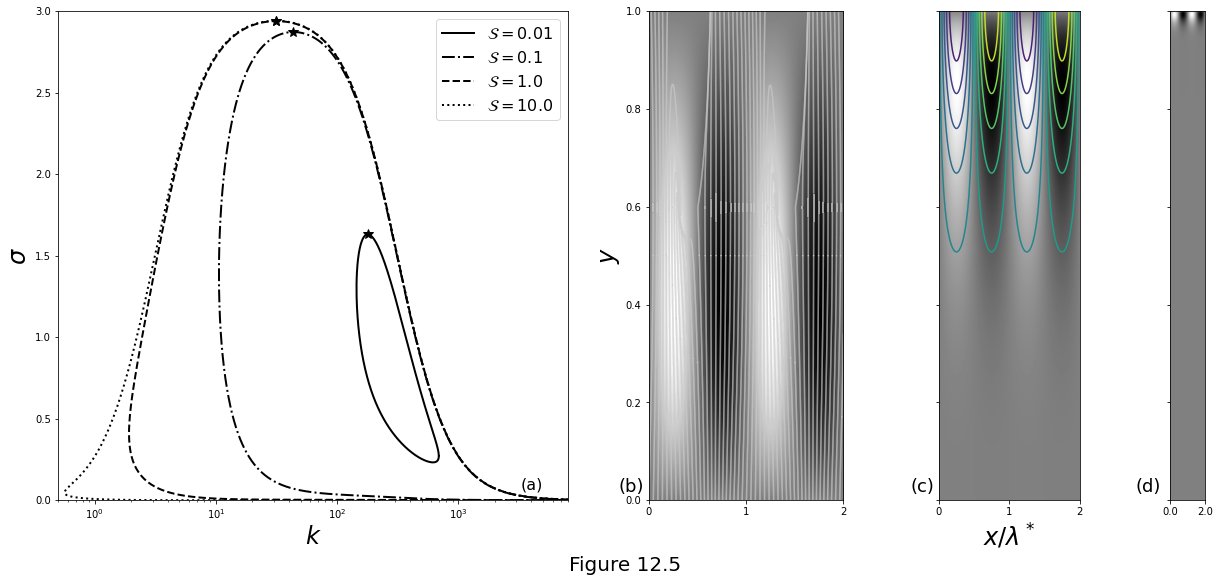 3.0
2.5
2.0
1.5
1.0
0.5
0.0
σ
10⁰
10¹
10²
10³
k
𝒮 = 0.01
𝒮 = 0.1
𝒮 = 1.0
𝒮 = 10.0
(a)
1.0
0.8
0.6
0.4
0.2
0.0
y
(b)
0
1
2
(c)
0
1
2
x/λ*
(d)
0.0
2.0
Figure 12.5